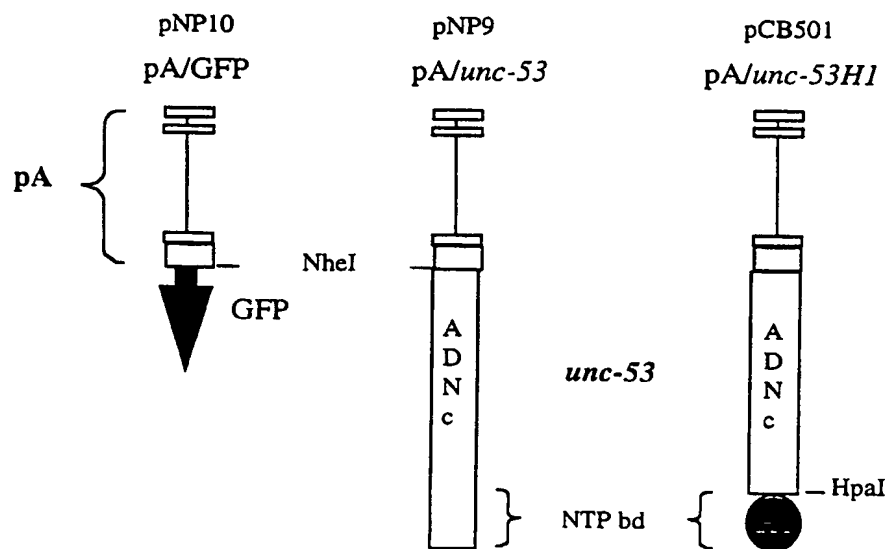 pNP10 pNP9 pCB501
pA/GFP pA/unc-53 pA/unc-53H1
pA
NheI
GFP
A
D
N
c
unc-53
A
D
N
c
HpaI
NTP bd